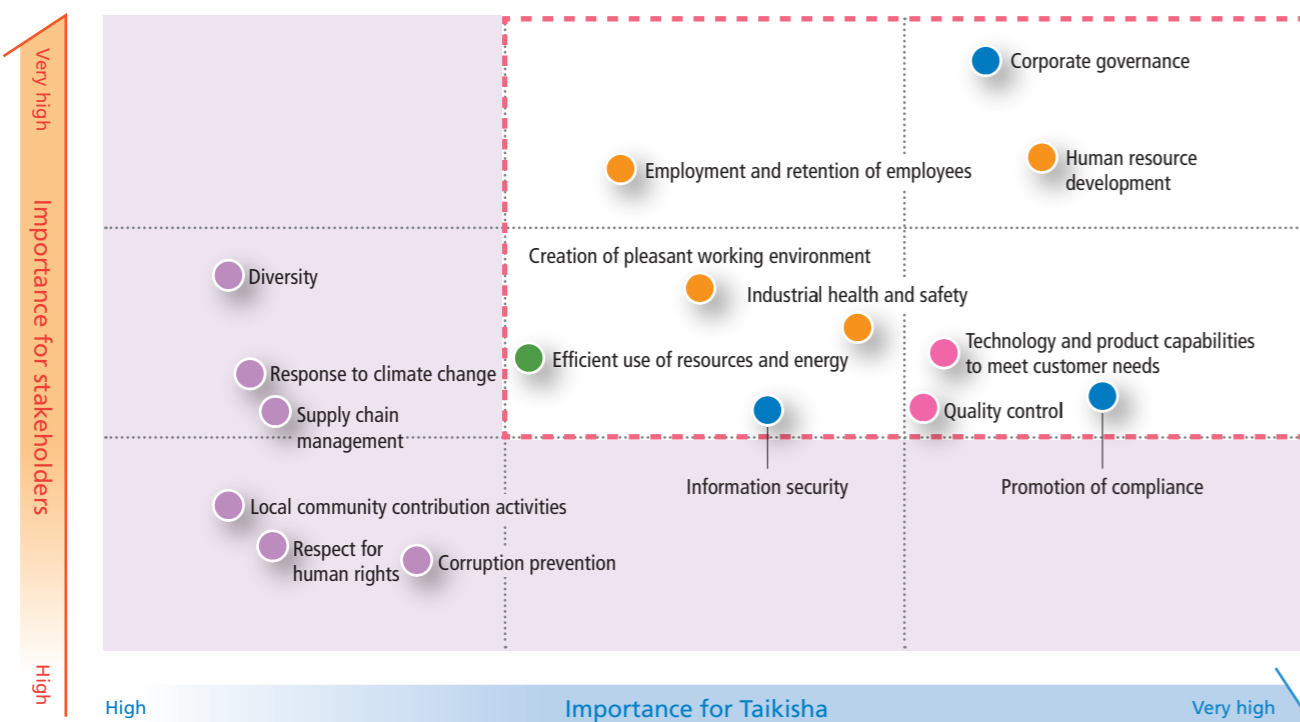 Very high
Importance for stakeholders
High
Corporate governance
Human resource
development
Employment and retention of employees
Creation of pleasant working environment
Diversity
Industrial health and safety
Technology and product capabilities
to meet customer needs
Efficient use of resources and energy
Response to climate change
Supply chain
management
Quality control
Information security
Promotion of compliance
Local community contribution activities
Respect for
human rights
Corruption prevention
High
Importance for Taikisha
Very high